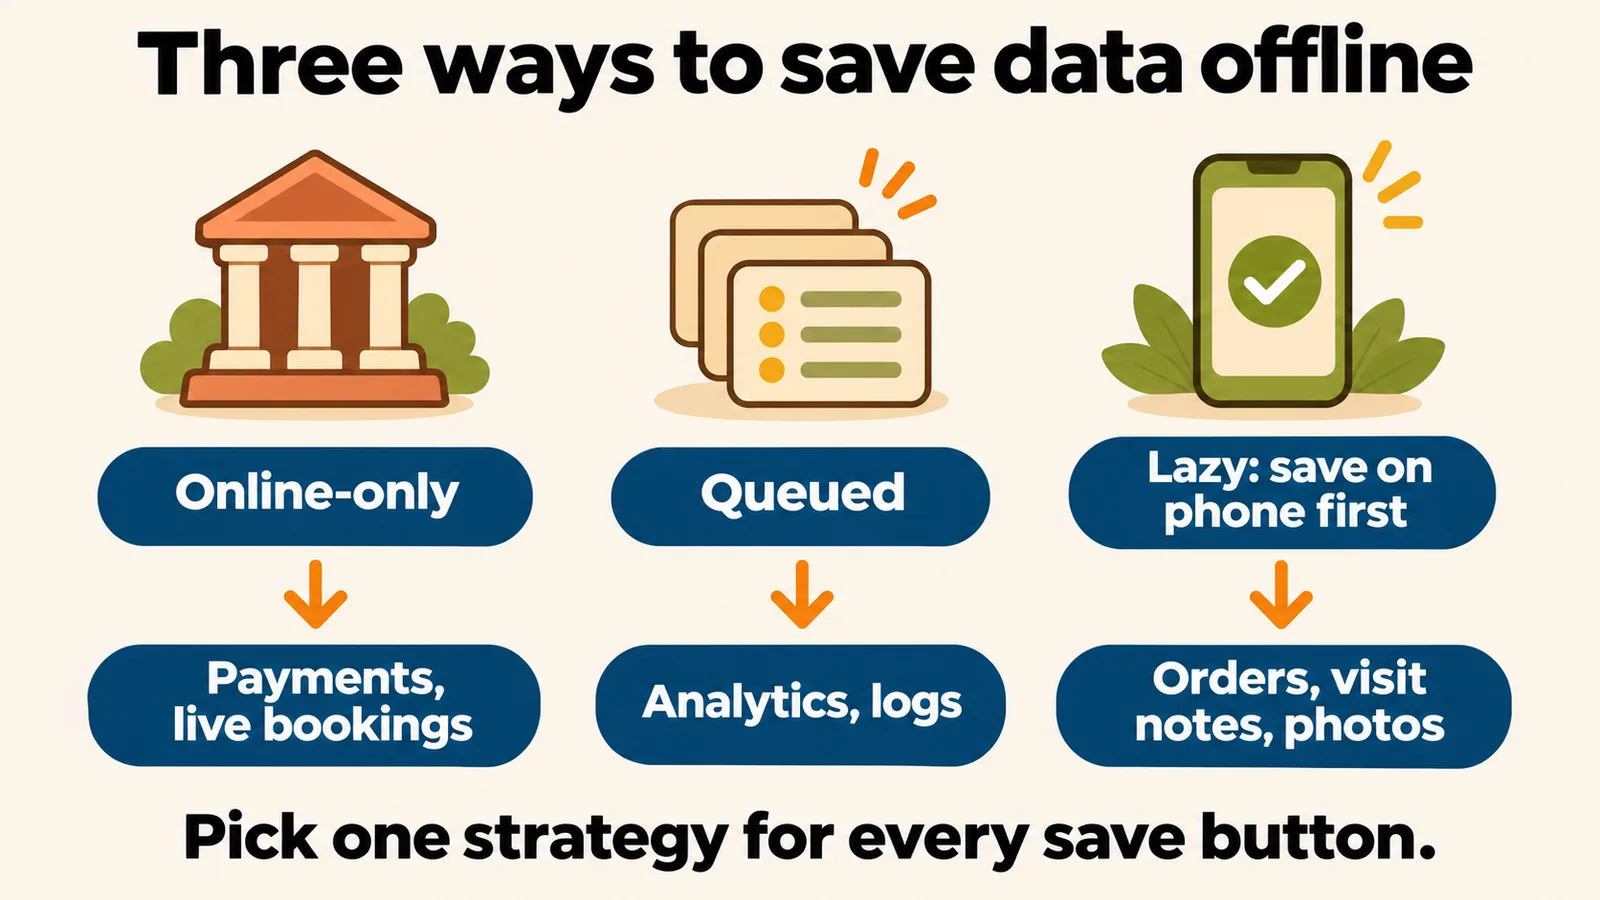 Three ways to save data offline
Online-only
Queued
Lazy: save on
phone first
Payments,
live bookings
Analytics, logs
Orders, visit
notes, photos
Pick one strategy for every save button.